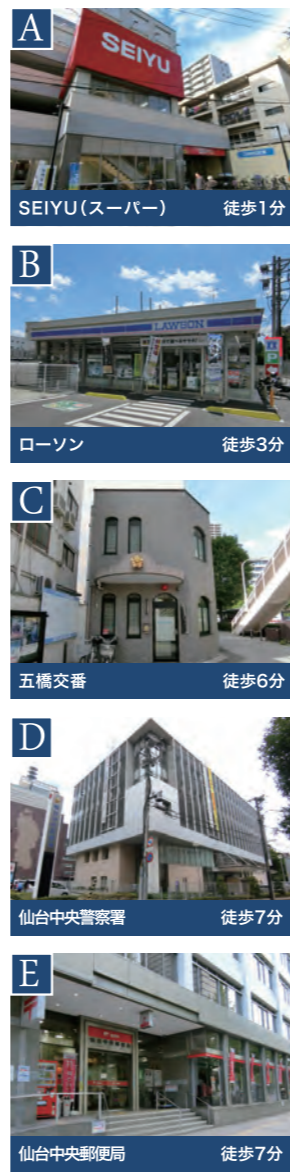 A
SEIYU
SEIYU(スーパー) 徒歩1分
B
LAWSON
P
ローソン 徒歩3分
C
五橋交番 徒歩6分
D
仙台中央警察署 徒歩7分
E
仙台中央郵便局 徒歩7分